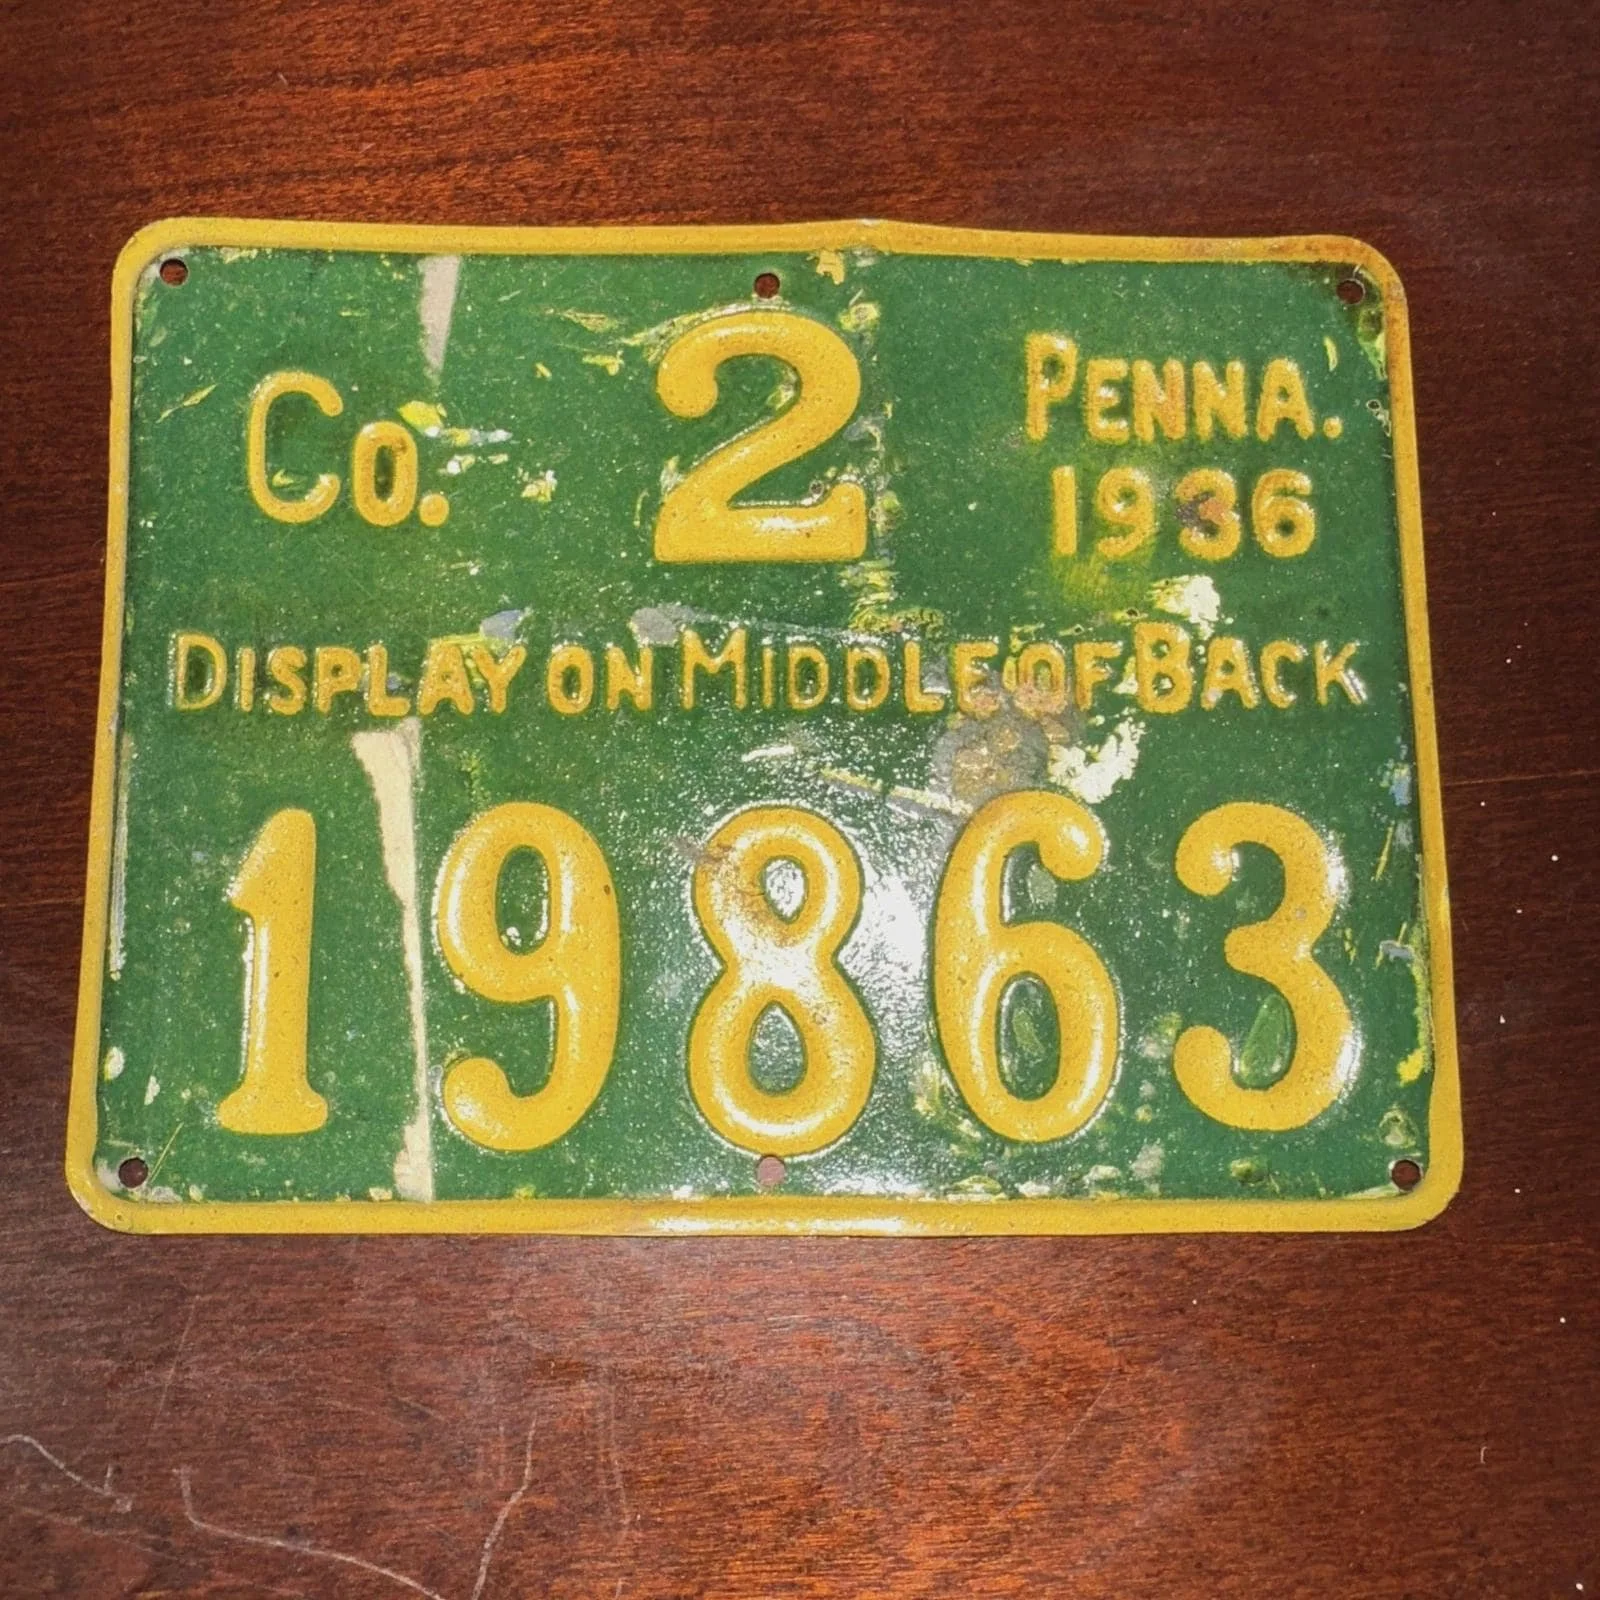 Co. 2 PENNA.
1936
DISPLAY ON MIDDLE OF BACK
19863